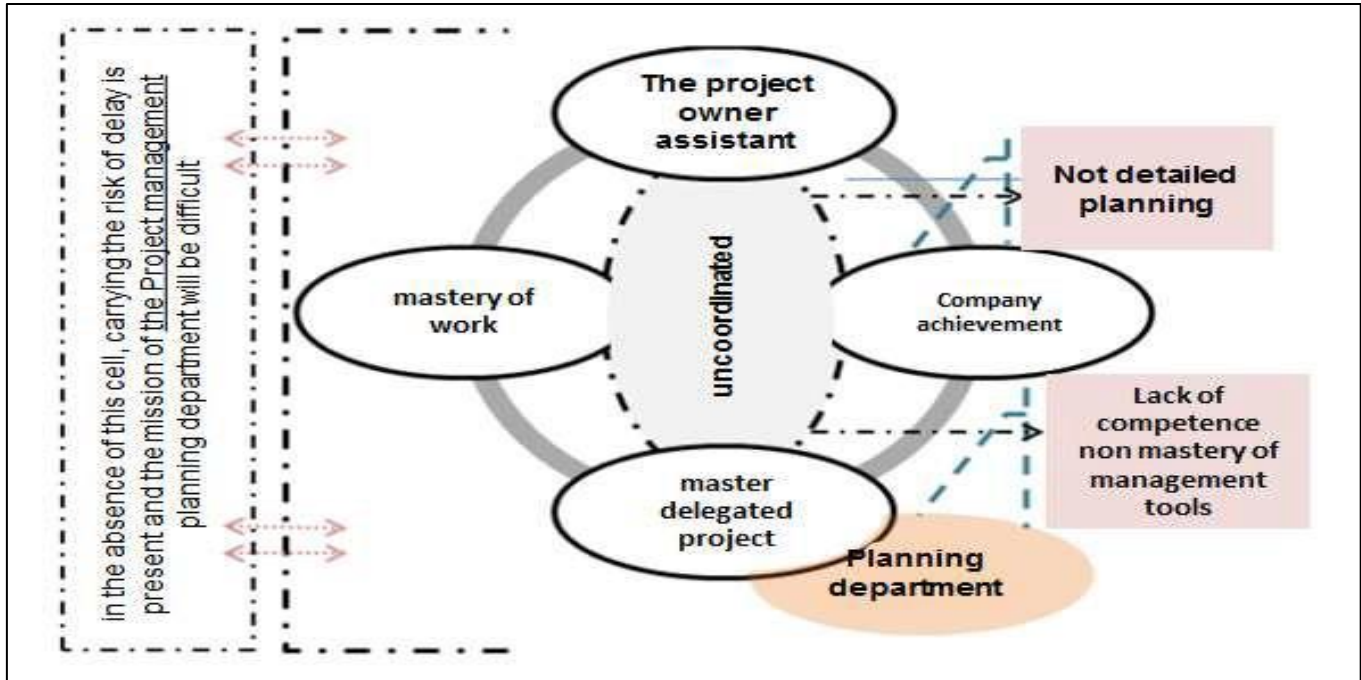 in the absence of this cell, carrying the risk of delay is
present and the mission of the Project management
planning department will be difficult
The project
owner
assistant
Not detailed
planning
mastery of
work
uncoordinated
Company
achievement
Lack of
competence
non mastery of
management
tools
master
delegated
project
Planning
department